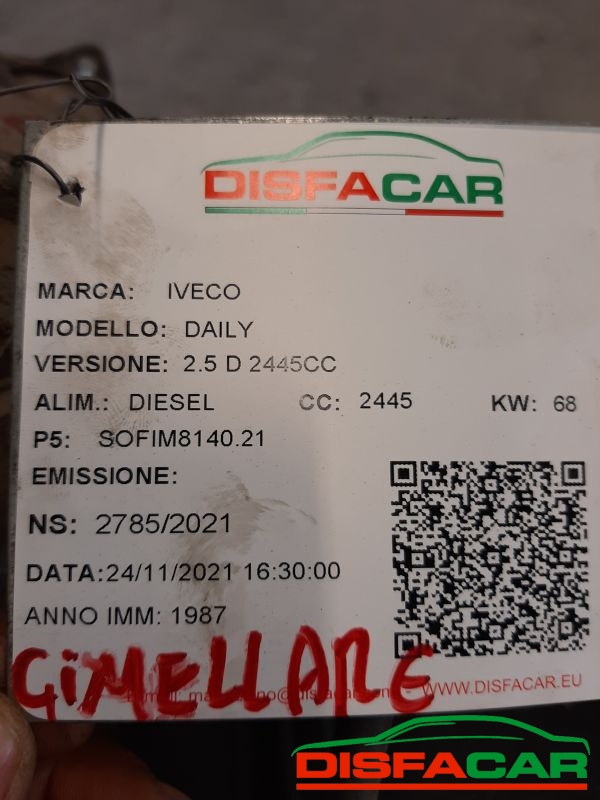 DISFACAR
MARCA: IVECO
MODELLO: DAILY
VERSIONE: 2.5 D 2445CC
ALIM.: DIESEL CC: 2445 KW: 68
P5: SOFIM8140.21
EMISSIONE:
NS: 2785/2021
DATA:24/11/2021 16:30:00
ANNO IMM: 1987
GiMELLARE
WWW.DISFACAR.EU
DISFACAR